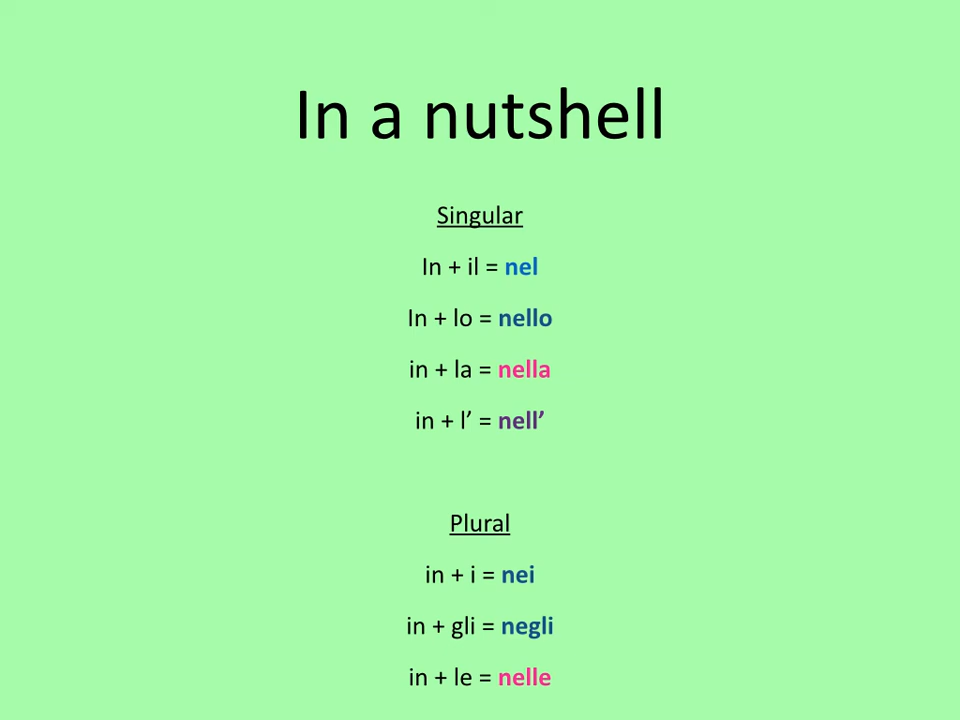 In a nutshell
Singular
In + il = nel
In + lo = nello
in + la = nella
in + l’ = nell’
Plural
in + i = nei
in + gli = negli
in + le = nelle